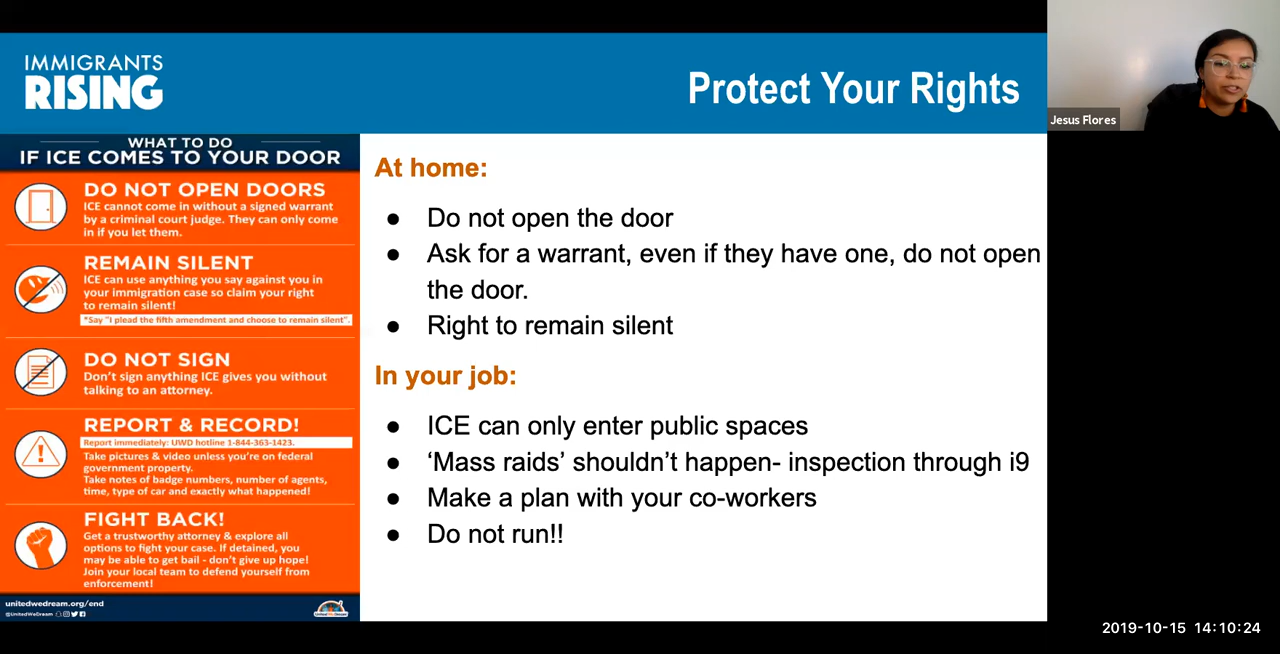 IMMIGRANTS
RISING
Protect Your Rights
Jesus Flores
WHAT TO DO
IF ICE COMES TO YOUR DOOR
DO NOT OPEN DOORS
ICE cannot come in without a signed warrant
by a criminal court judge. They can only come
in if you let them.
REMAIN SILENT
ICE can use anything you say against you in
your immigration case so claim your right
to remain silent!
*Say "I plead the fifth amendment and choose to remain silent".
DO NOT SIGN
Don't sign anything ICE gives you without
talking to an attorney.
REPORT & RECORD!
Report immediately: UWD hotline 1-844-363-1423.
Take pictures & video unless you're on federal
government property.
Take notes of badge numbers, number of agents,
time, type of car and exactly what happened!
FIGHT BACK!
Get a trustworthy attorney & explore all
options to fight your case. If detained, you
may be able to get bail - don't give up hope!
Join your local team to defend yourself from
enforcement!
unitedwedream.org/end
@UnitedWeDream
At home:
● Do not open the door
● Ask for a warrant, even if they have one, do not open
the door.
● Right to remain silent
In your job:
● ICE can only enter public spaces
● ‘Mass raids’ shouldn’t happen- inspection through i9
● Make a plan with your co-workers
● Do not run!!
2019-10-15 14:10:24